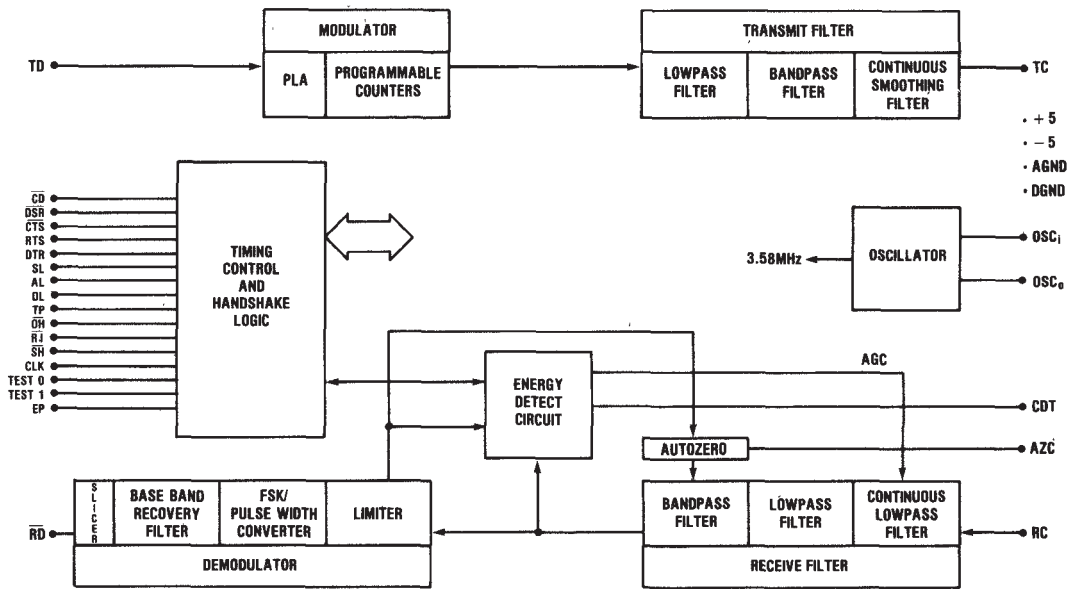 MODULATOR
TD
PLA
PROGRAMMABLE
COUNTERS
TRANSMIT FILTER
LOWPASS
FILTER
BANDPASS
FILTER
CONTINUOUS
SMOOTHING
FILTER
TC
+ 5
− 5
AGND
DGND
CD
DSR
CTS
RTS
DTR
SL
AL
DL
TP
OH
RI
SH
CLK
TEST 0
TEST 1
EP
TIMING
CONTROL
AND
HANDSHAKE
LOGIC
3.58MHz
OSCILLATOR
OSCi
OSCo
ENERGY
DETECT
CIRCUIT
AGC
CDT
AUTOZERO
AZC
RD
SLICER
BASE BAND
RECOVERY
FILTER
FSK/
PULSE WIDTH
CONVERTER
LIMITER
DEMODULATOR
BANDPASS
FILTER
LOWPASS
FILTER
CONTINUOUS
LOWPASS
FILTER
RECEIVE FILTER
RC